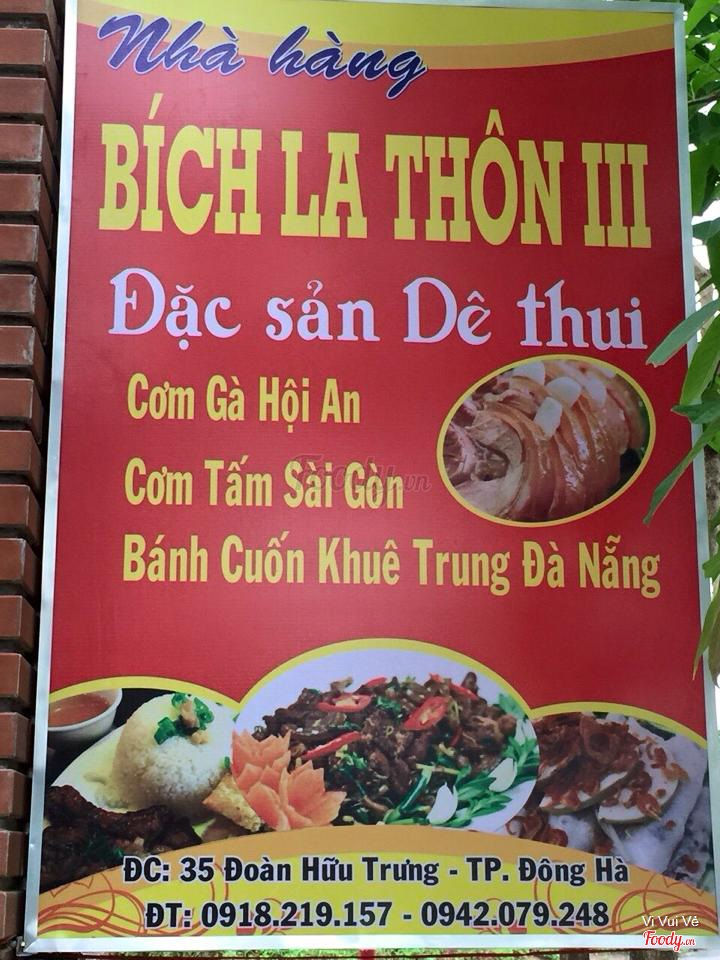 Nhà hàng
BÍCH LA THÔN III
Đặc sản Dê thui
Cơm Gà Hội An
Cơm Tấm Sài Gòn
Foody.vn
Bánh Cuốn Khuê Trung Đà Nẵng
ĐC: 35 Đoàn Hữu Trưng - TP. Đông Hà
ĐT: 0918.219.157 - 0942.079.248
Vi Vui Vẻ
Foody.vn